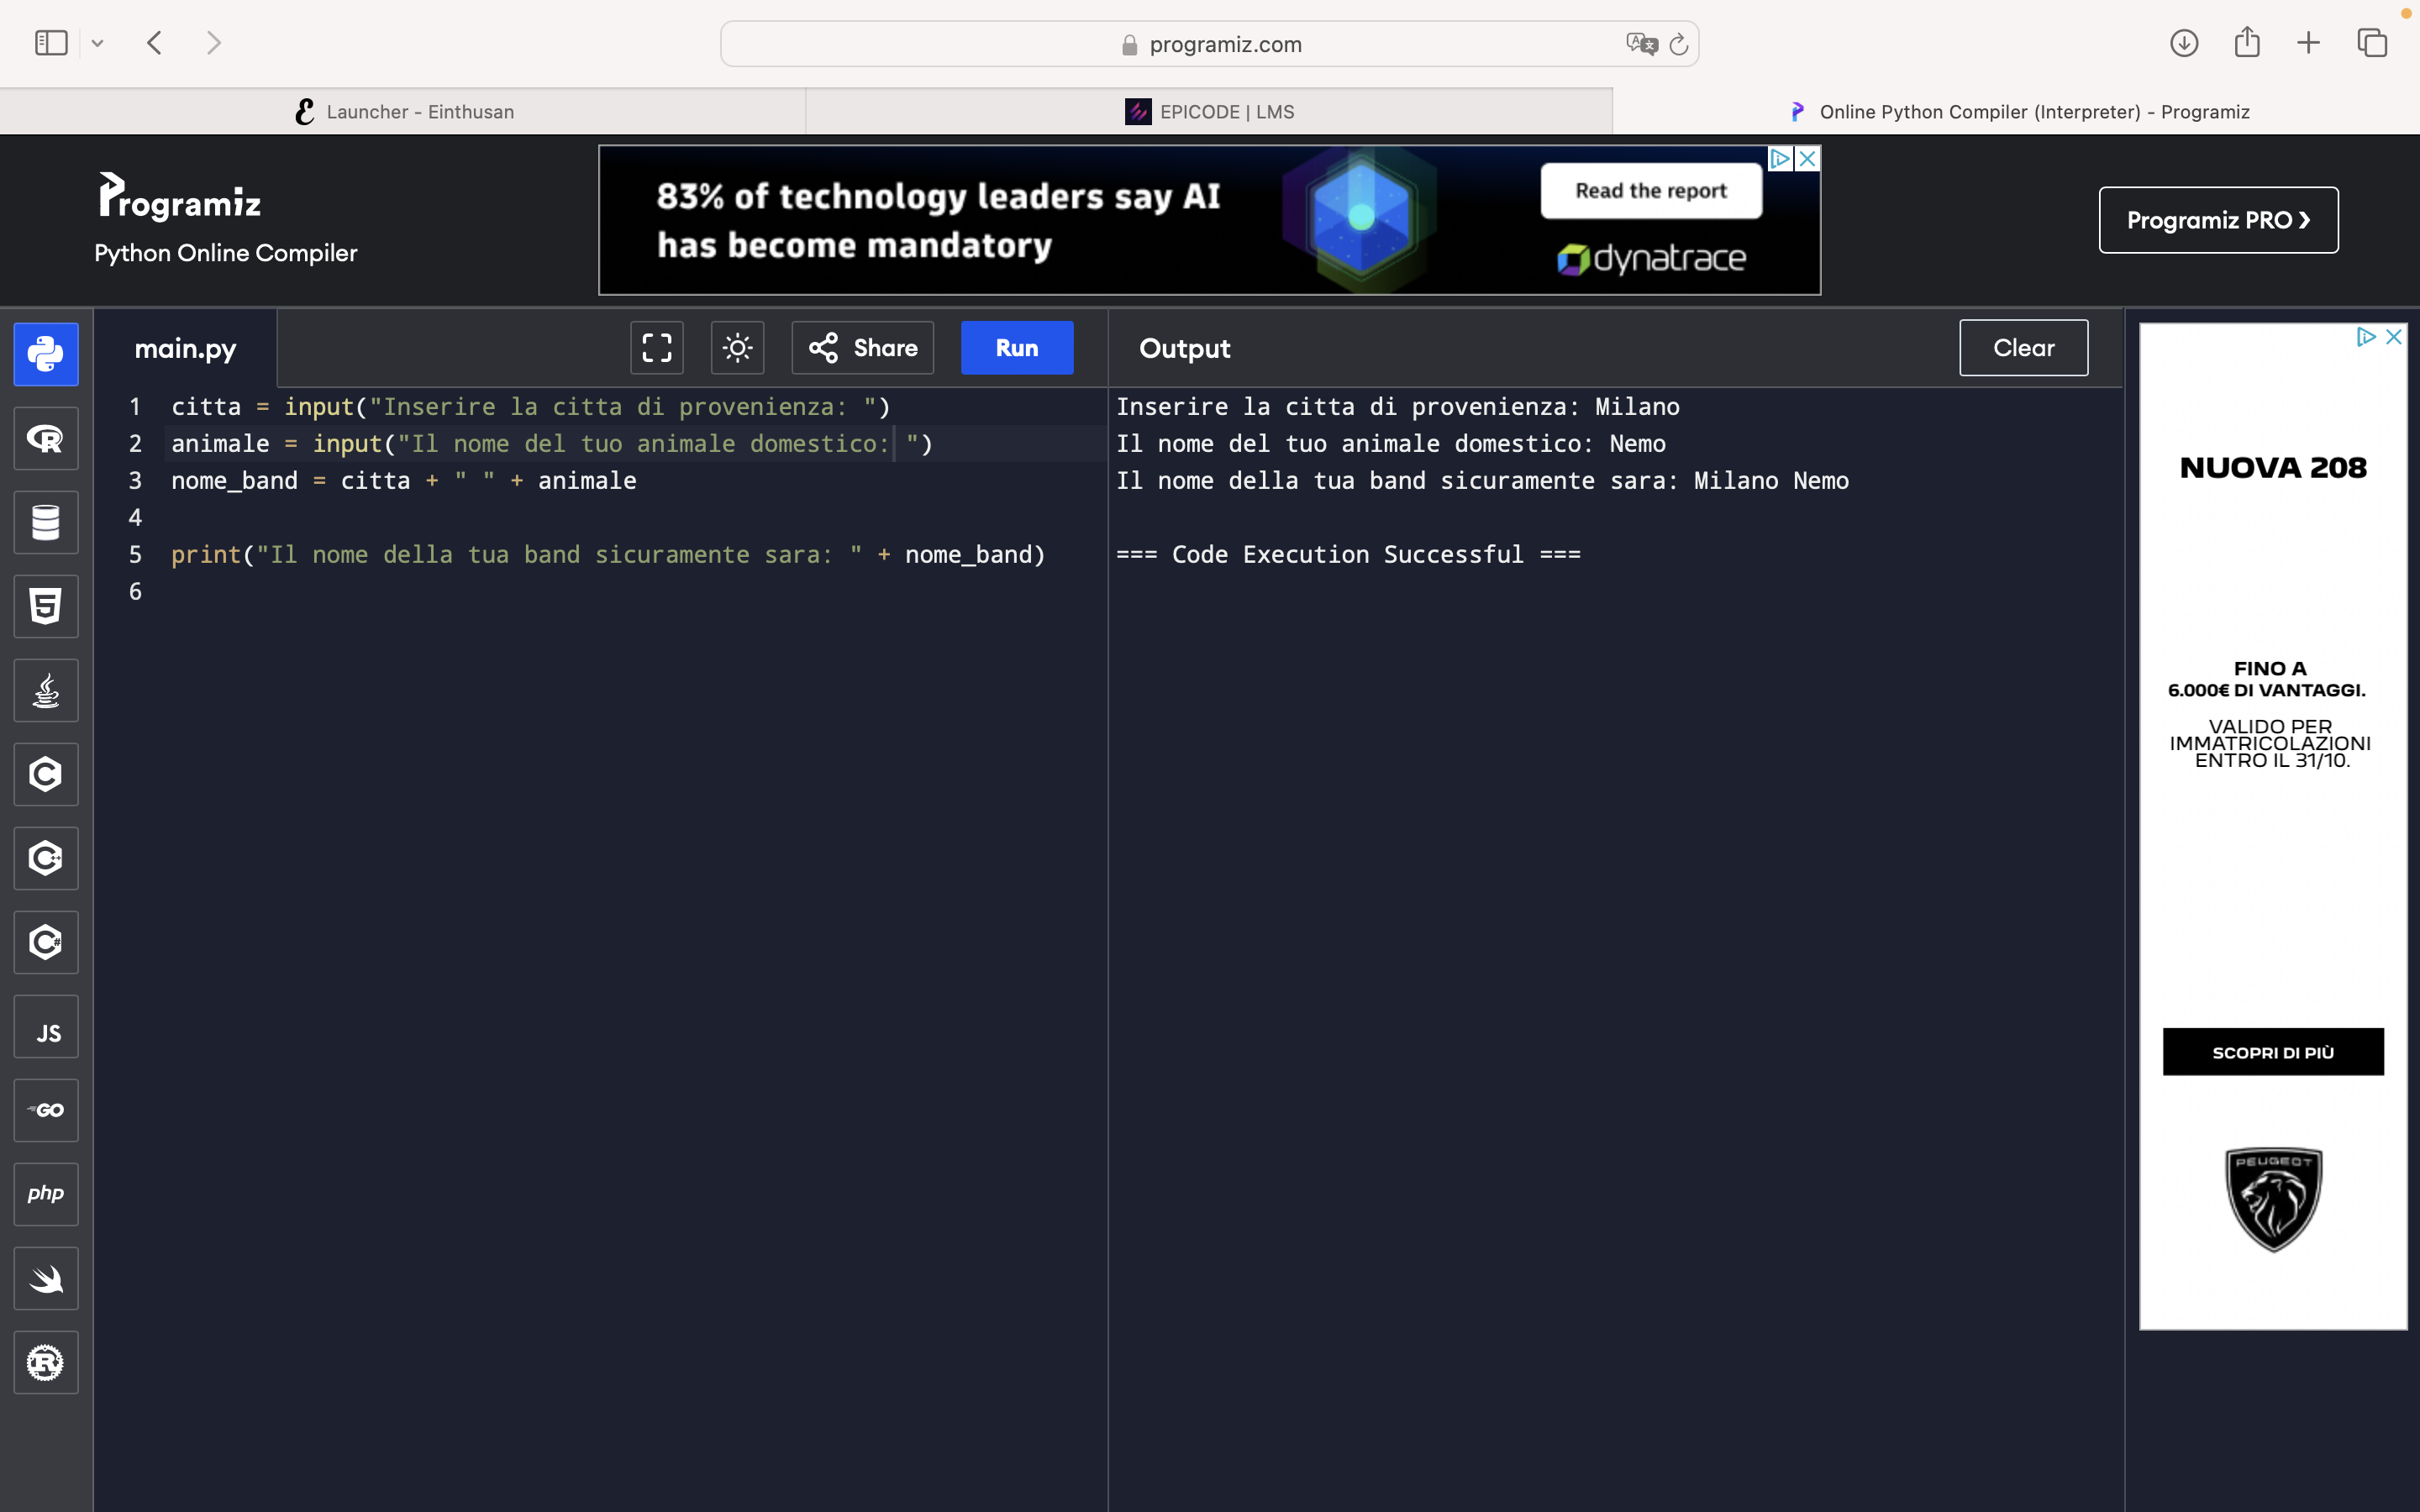 programiz.com
Launcher - Einthusan
EPICODE | LMS
Online Python Compiler (Interpreter) - Programiz
Programiz
Python Online Compiler
83% of technology leaders say AI
has become mandatory
Read the report
dynatrace
Programiz PRO ❯
main.py
Share
Run
Output
Clear
1 citta = input("Inserire la citta di provenienza: ")
2 animale = input("Il nome del tuo animale domestico: ")
3 nome_band = citta + " " + animale
4
5 print("Il nome della tua band sicuramente sara: " + nome_band)
6
Inserire la citta di provenienza: Milano
Il nome del tuo animale domestico: Nemo
Il nome della tua band sicuramente sara: Milano Nemo
=== Code Execution Successful ===
JS
GO
php
NUOVA 208
FINO A
6.000€ DI VANTAGGI.
VALIDO PER
IMMATRICOLAZIONI
ENTRO IL 31/10.
SCOPRI DI PIÙ
PEUGEOT